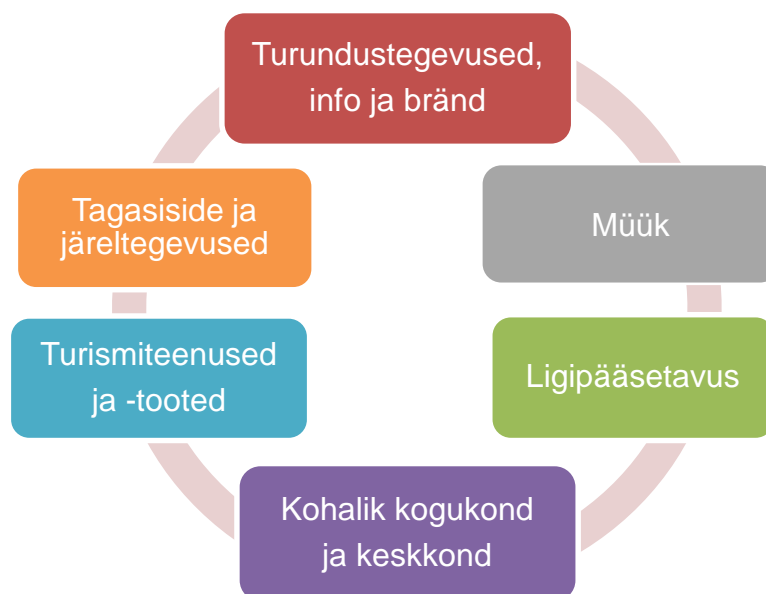 Turundustegevused,
info ja bränd
Müük
Ligipääsetavus
Kohalik kogukond
ja keskkond
Turismiteenused
ja -tooted
Tagasiside ja
järeltegevused